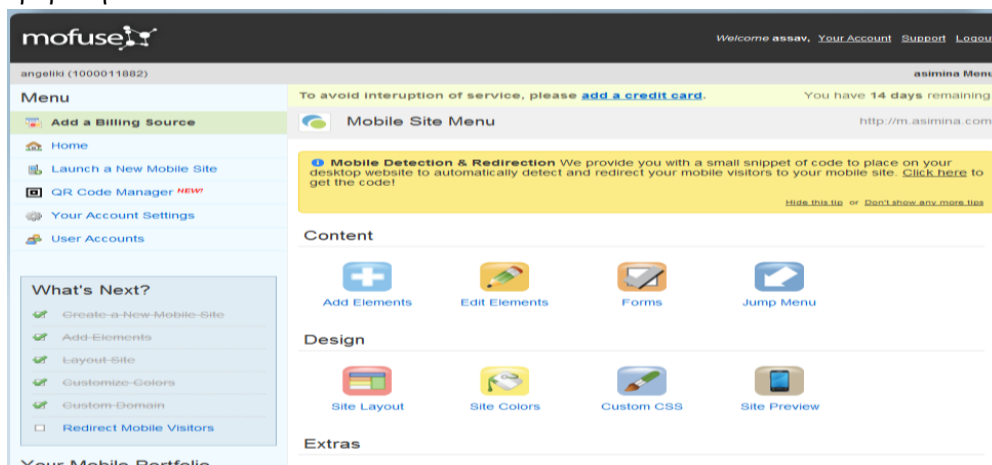 mofuse
Welcome assav, Your Account Support Logou
angeliki (1000011882)
asimina Menu
Menu
To avoid interuption of service, please add a credit card.
You have 14 days remaining
Add a Billing Source
Mobile Site Menu
http://m.asimina.com
Home
Launch a New Mobile Site
QR Code Manager NEW!
Your Account Settings
User Accounts
Mobile Detection & Redirection We provide you with a small snippet of code to place on your
desktop website to automatically detect and redirect your mobile visitors to your mobile site. Click here to
get the code!
Hide this tip or Don't show any more tips
Content
Add Elements Edit Elements Forms Jump Menu
What's Next?
Create a New Mobile Site
Add Elements
Layout Site
Customize Colors
Custom Domain
Redirect Mobile Visitors
Design
Site Layout Site Colors Custom CSS Site Preview
Extras
Your Mobile Portfolio